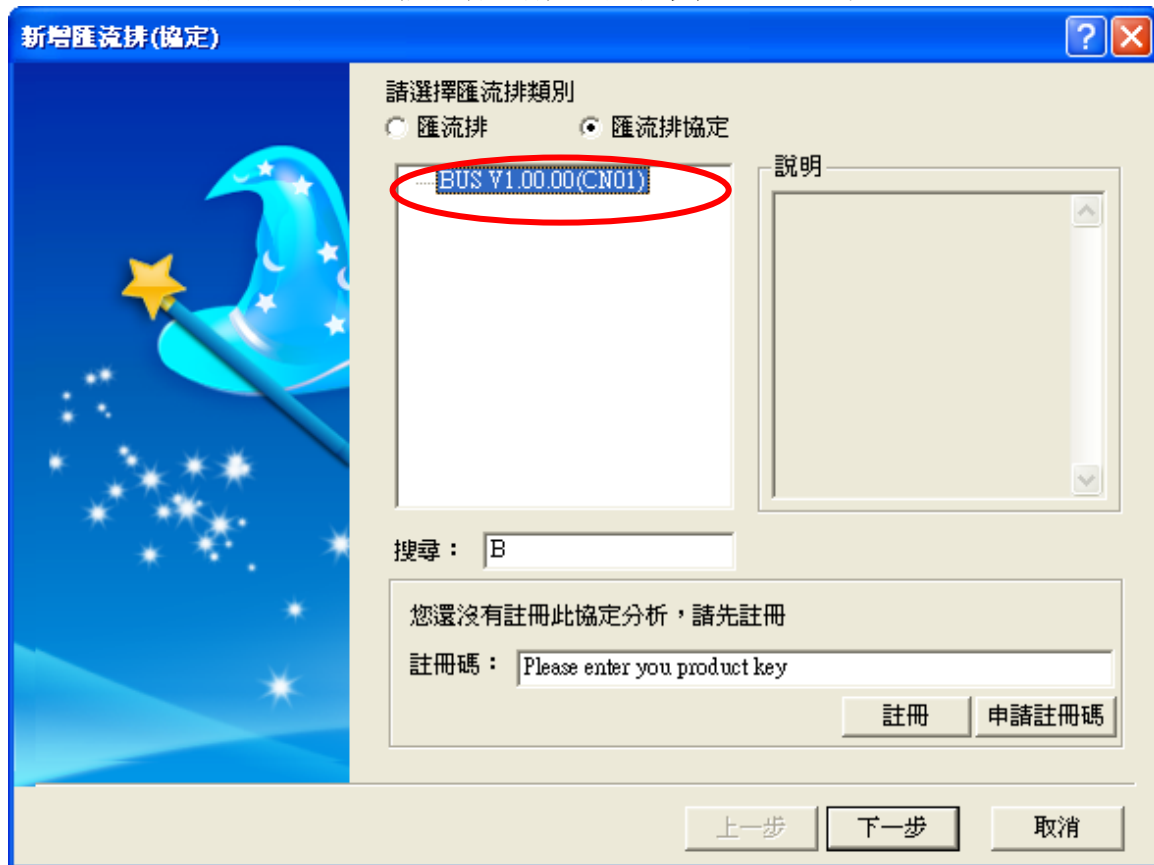 新增匯流排(協定)
請選擇匯流排類別
匯流排
匯流排協定
BUS V1.00.00(CN01)
說明
搜尋：
B
您還沒有註冊此協定分析，請先註冊
註冊碼：
Please enter you product key
註冊
申請註冊碼
上一步
下一步
取消